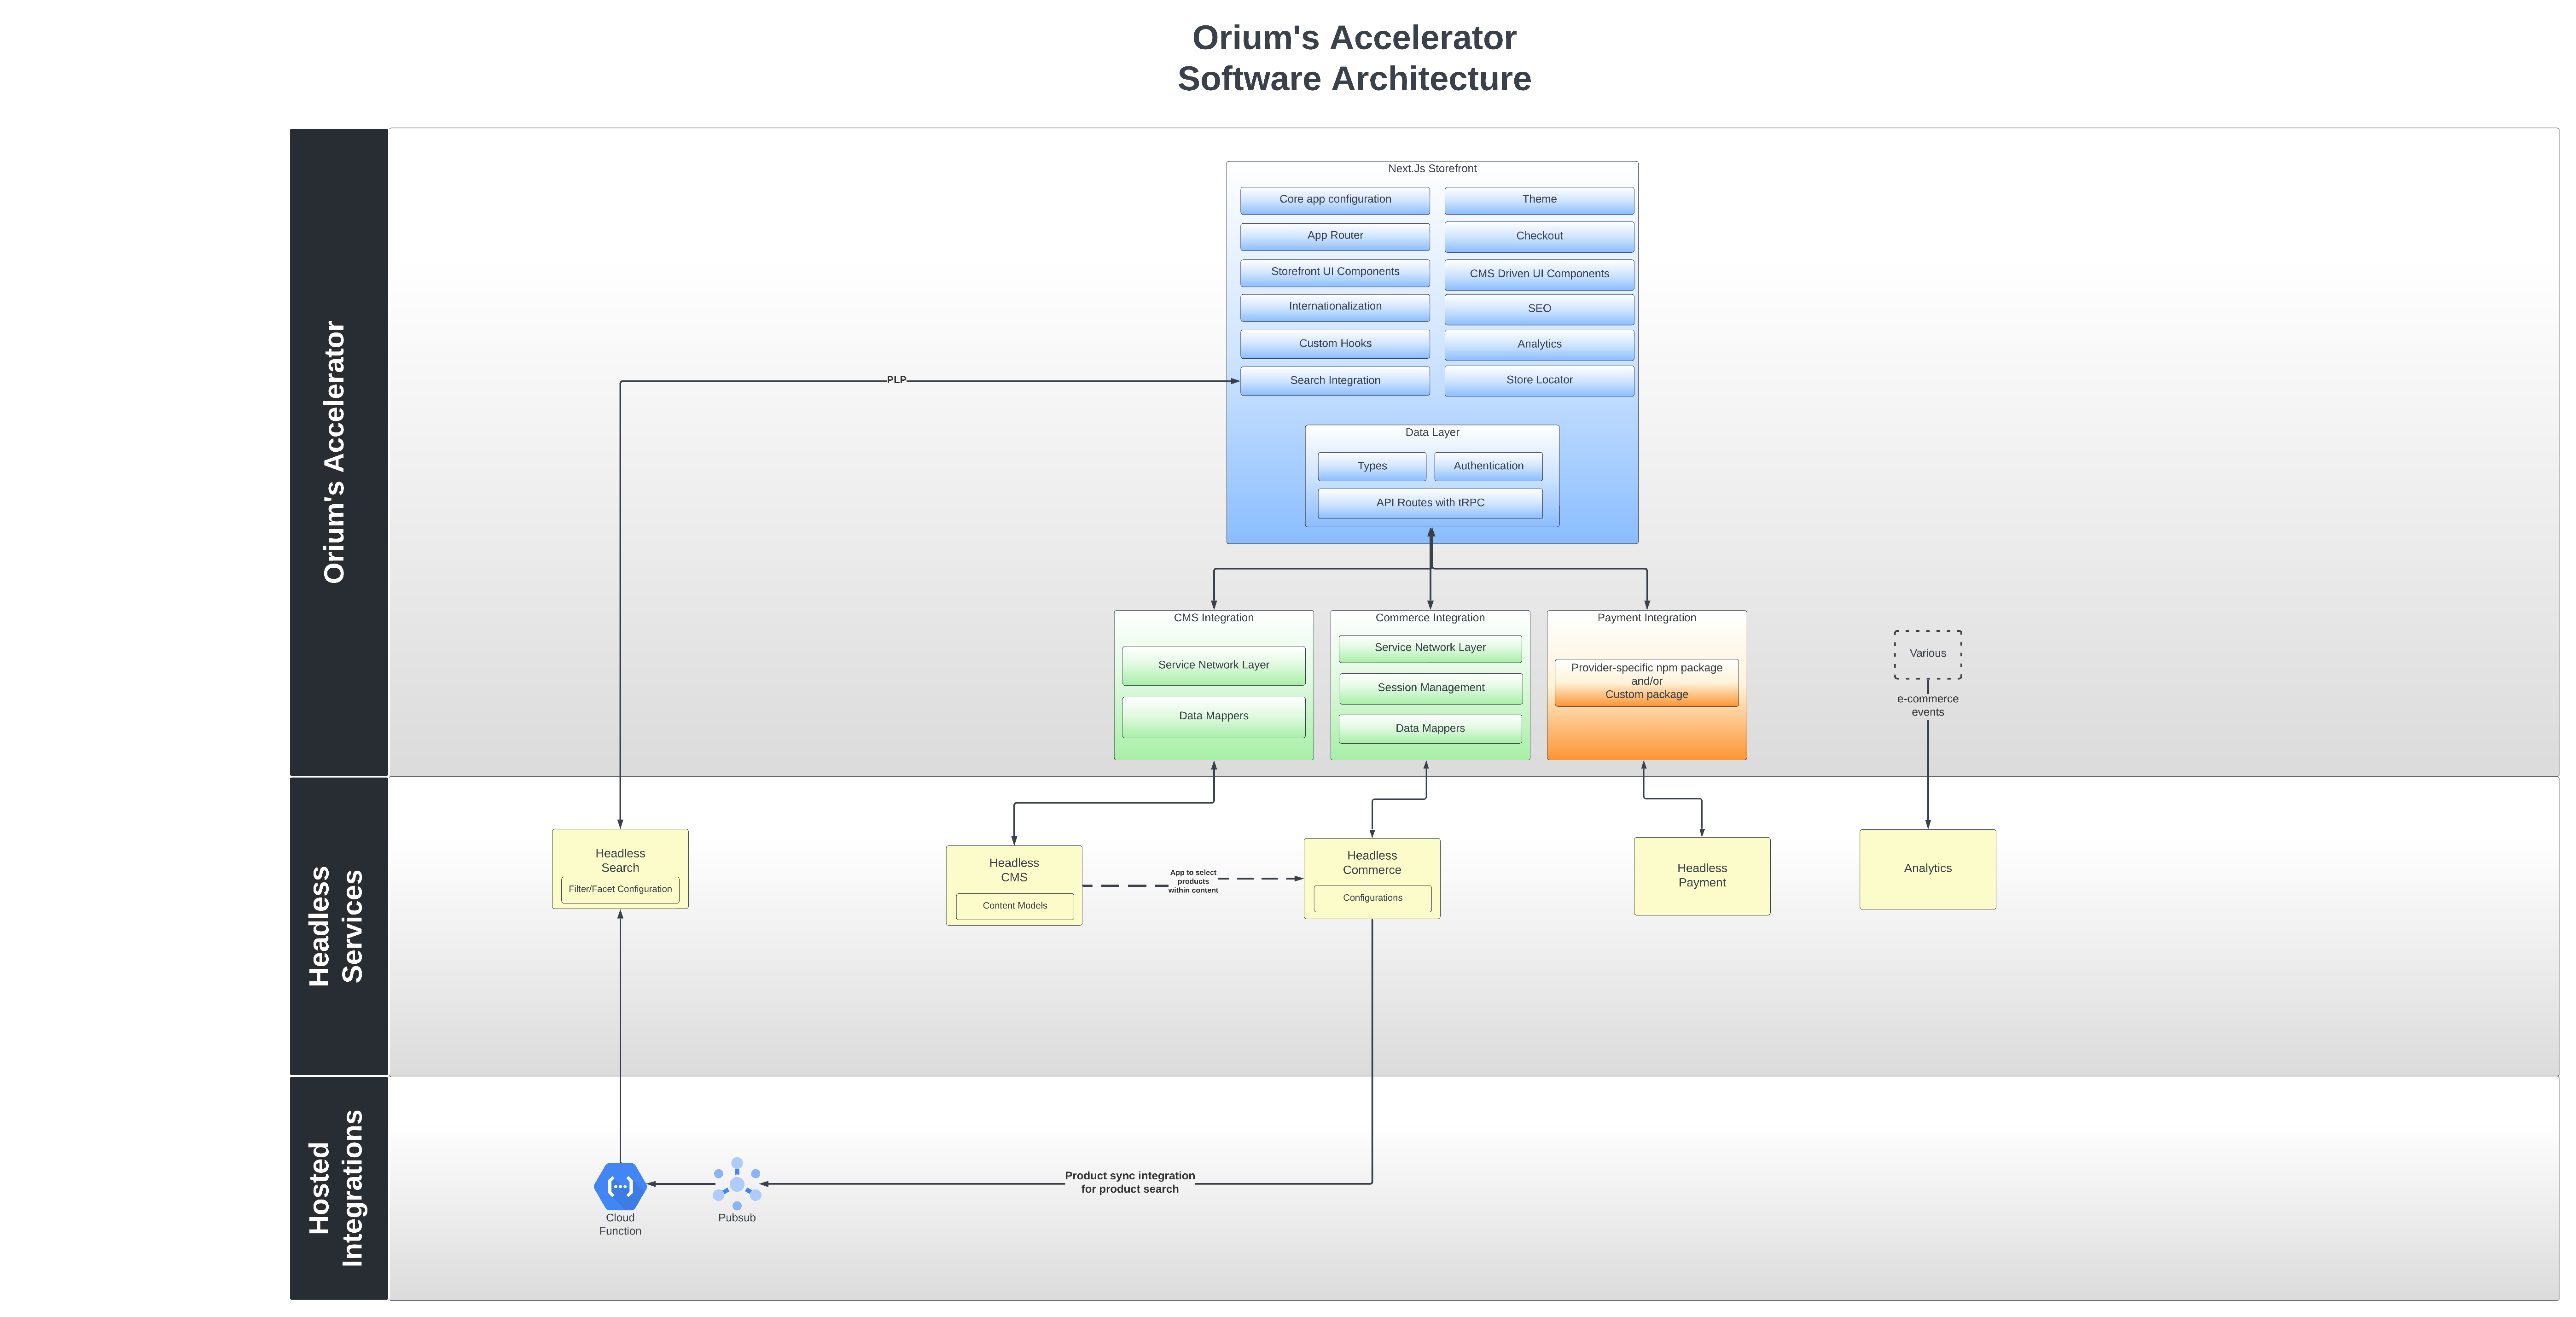 Orium's Accelerator
Software Architecture
Orium's Accelerator
Next.Js Storefront
Core app configuration
Theme
App Router
Checkout
Storefront UI Components
CMS Driven UI Components
Internationalization
SEO
Custom Hooks
Analytics
Search Integration
Store Locator
PLP
Data Layer
Types
Authentication
API Routes with tRPC
CMS Integration
Service Network Layer
Data Mappers
Commerce Integration
Service Network Layer
Session Management
Data Mappers
Payment Integration
Provider-specific npm package
and/or
Custom package
Various
e-commerce
events
Headless
Services
Headless
Search
Filter/Facet Configuration
Headless
CMS
Content Models
App to select
products
within content
Headless
Commerce
Configurations
Headless
Payment
Analytics
Hosted
Integrations
Cloud
Function
Pubsub
Product sync integration
for product search